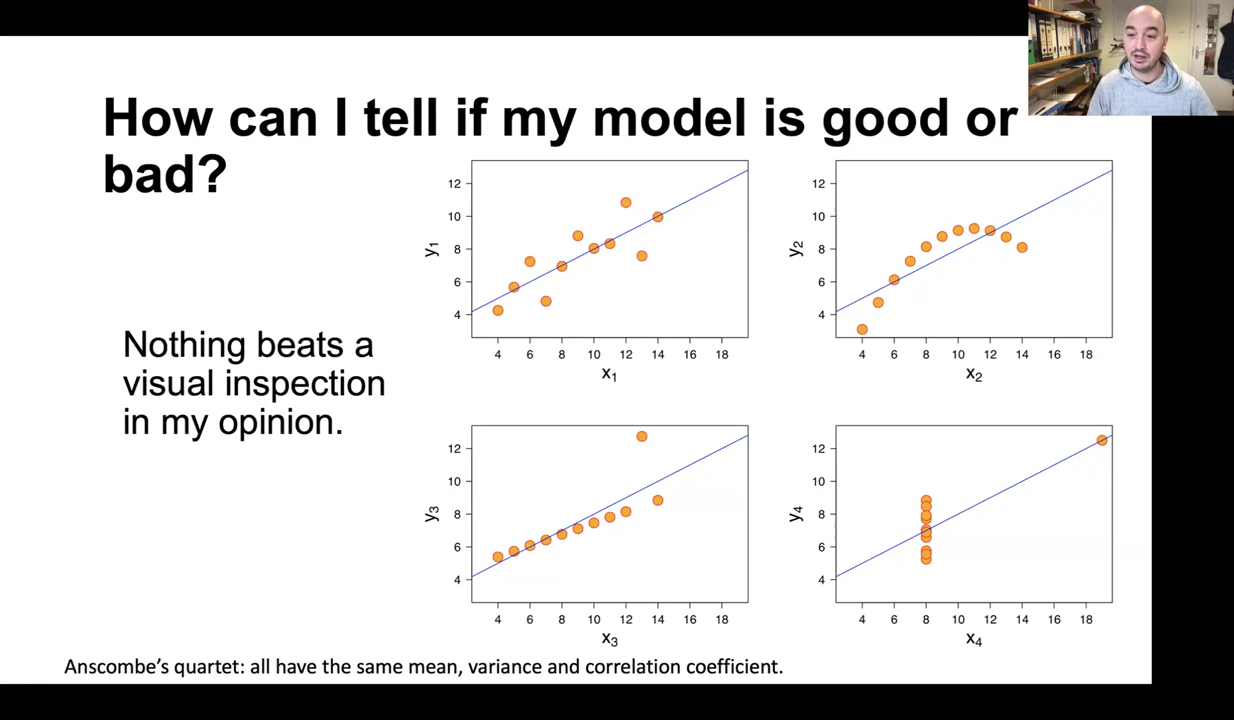 How can I tell if my model is good or
bad?
Nothing beats a
visual inspection
in my opinion.
12
10
8
6
4
y1
4 6 8 10 12 14 16 18
x1
12
10
8
6
4
y2
4 6 8 10 12 14 16 18
x2
12
10
8
6
4
y3
4 6 8 10 12 14 16 18
x3
12
10
8
6
4
y4
4 6 8 10 12 14 16 18
x4
Anscombe’s quartet: all have the same mean, variance and correlation coefficient.